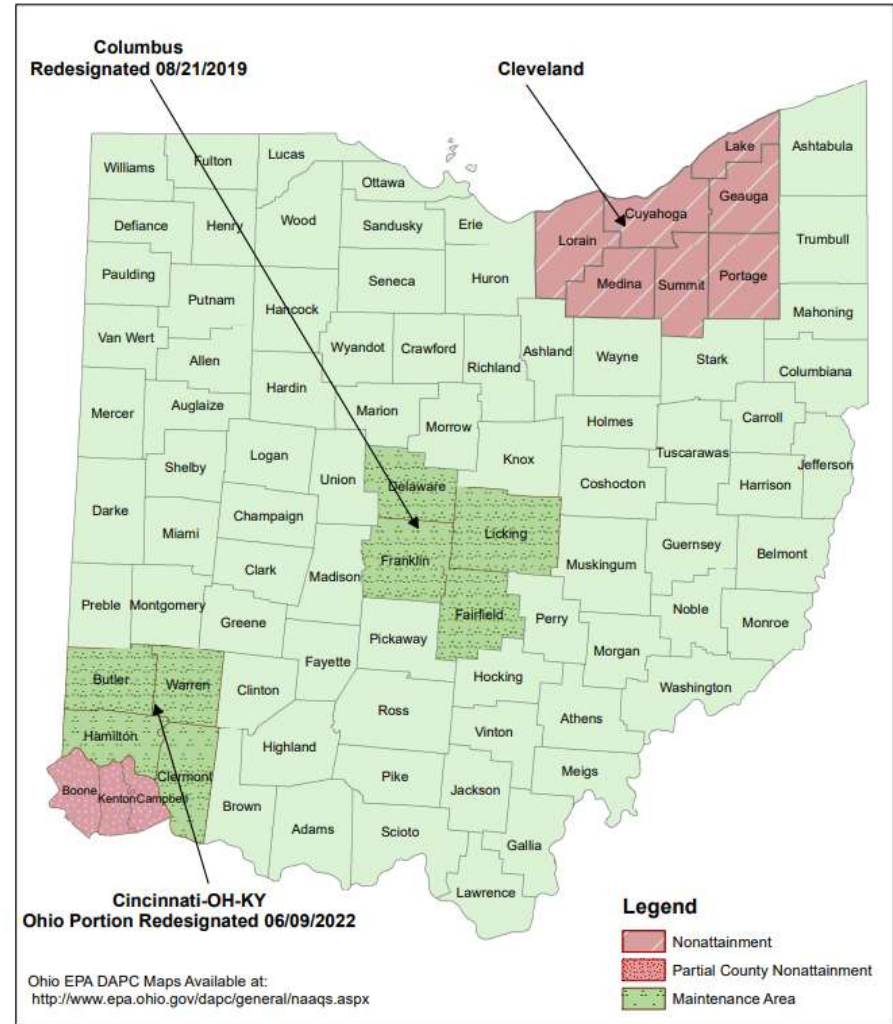 Columbus
Redesignated 08/21/2019
Cleveland
Williams
Fulton
Lucas
Ottawa
Lake
Ashtabula
Geauga
Defiance
Henry
Wood
Sandusky
Erie
Cuyahoga
Lorain
Trumbull
Paulding
Putnam
Hancock
Seneca
Huron
Medina
Summit
Portage
Mahoning
Van Wert
Allen
Wyandot
Crawford
Richland
Ashland
Wayne
Stark
Columbiana
Mercer
Auglaize
Hardin
Marion
Morrow
Holmes
Carroll
Tuscarawas
Jefferson
Shelby
Logan
Union
Knox
Delaware
Coshocton
Harrison
Darke
Miami
Champaign
Licking
Guernsey
Belmont
Clark
Madison
Franklin
Muskingum
Preble
Montgomery
Greene
Fairfield
Perry
Noble
Monroe
Pickaway
Morgan
Butler
Warren
Clinton
Fayette
Hocking
Washington
Ross
Athens
Hamilton
Highland
Vinton
Clermont
Pike
Jackson
Meigs
Boone
Kenton
Campbell
Brown
Adams
Scioto
Gallia
Lawrence
Cincinnati-OH-KY
Ohio Portion Redesignated 06/09/2022
Legend
Nonattainment
Partial County Nonattainment
Maintenance Area
Ohio EPA DAPC Maps Available at:
http://www.epa.ohio.gov/dapc/general/naaqs.aspx